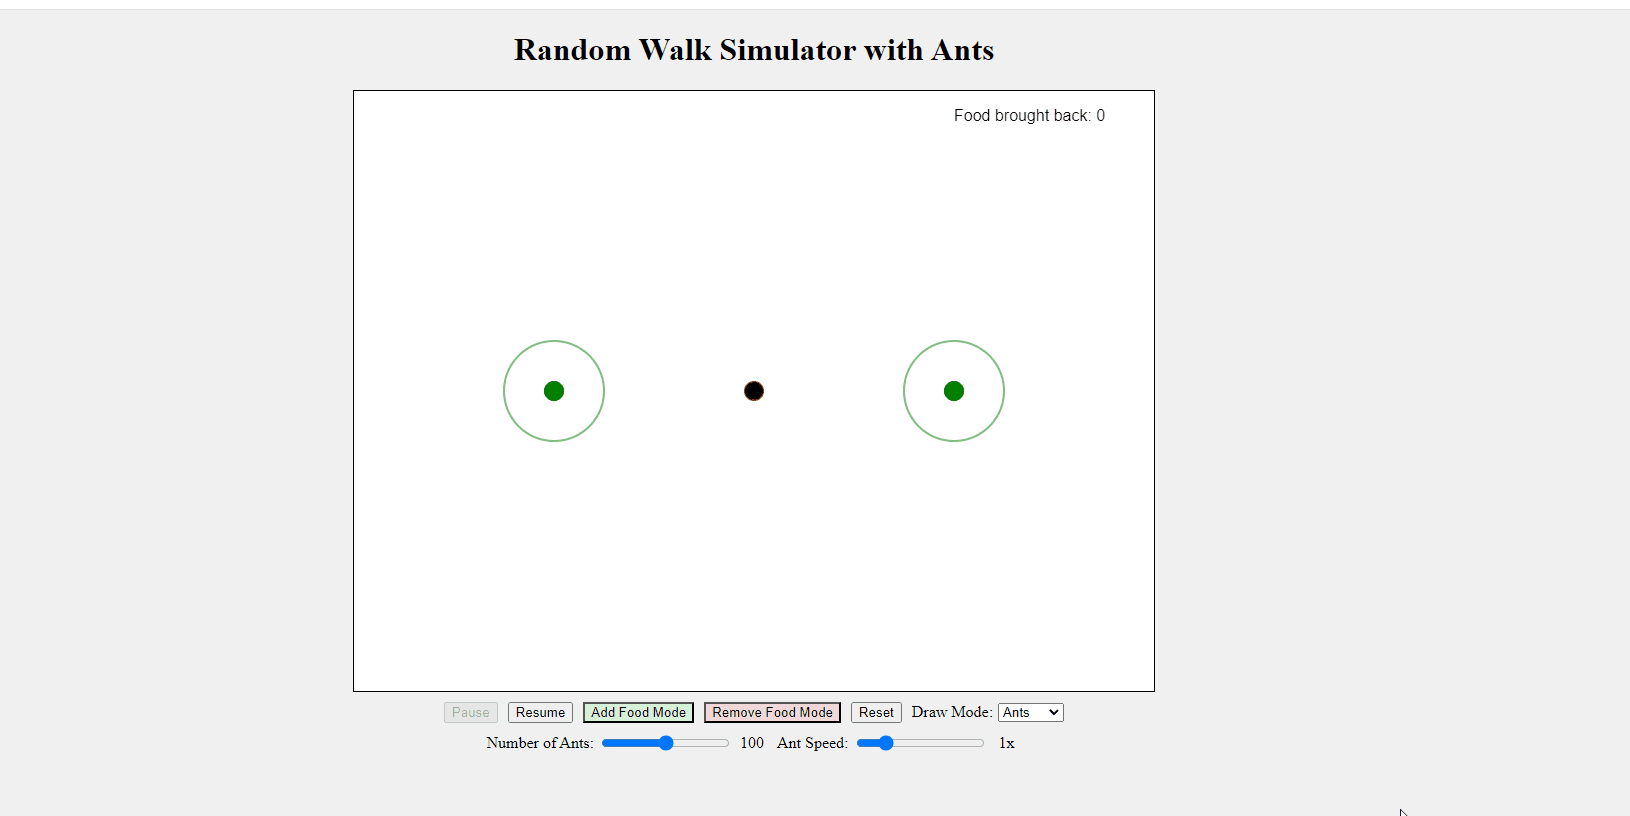 Random Walk Simulator with Ants
Food brought back: 0
Pause Resume Add Food Mode Remove Food Mode Reset Draw Mode: Ants
Number of Ants: 100 Ant Speed: 1x